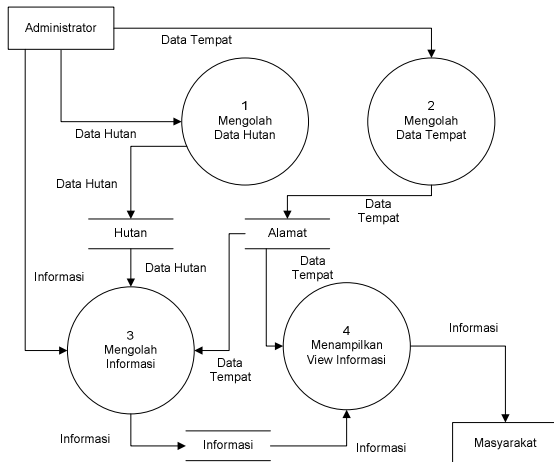 Administrator
Data Tempat
1
Mengolah
Data Hutan
2
Mengolah
Data Tempat
Data Hutan
Data Hutan
Data
Tempat
Hutan
Alamat
Informasi
Data Hutan
Data
Tempat
3
Mengolah
Informasi
Data
Tempat
4
Menampilkan
View Informasi
Informasi
Informasi
Informasi
Informasi
Masyarakat